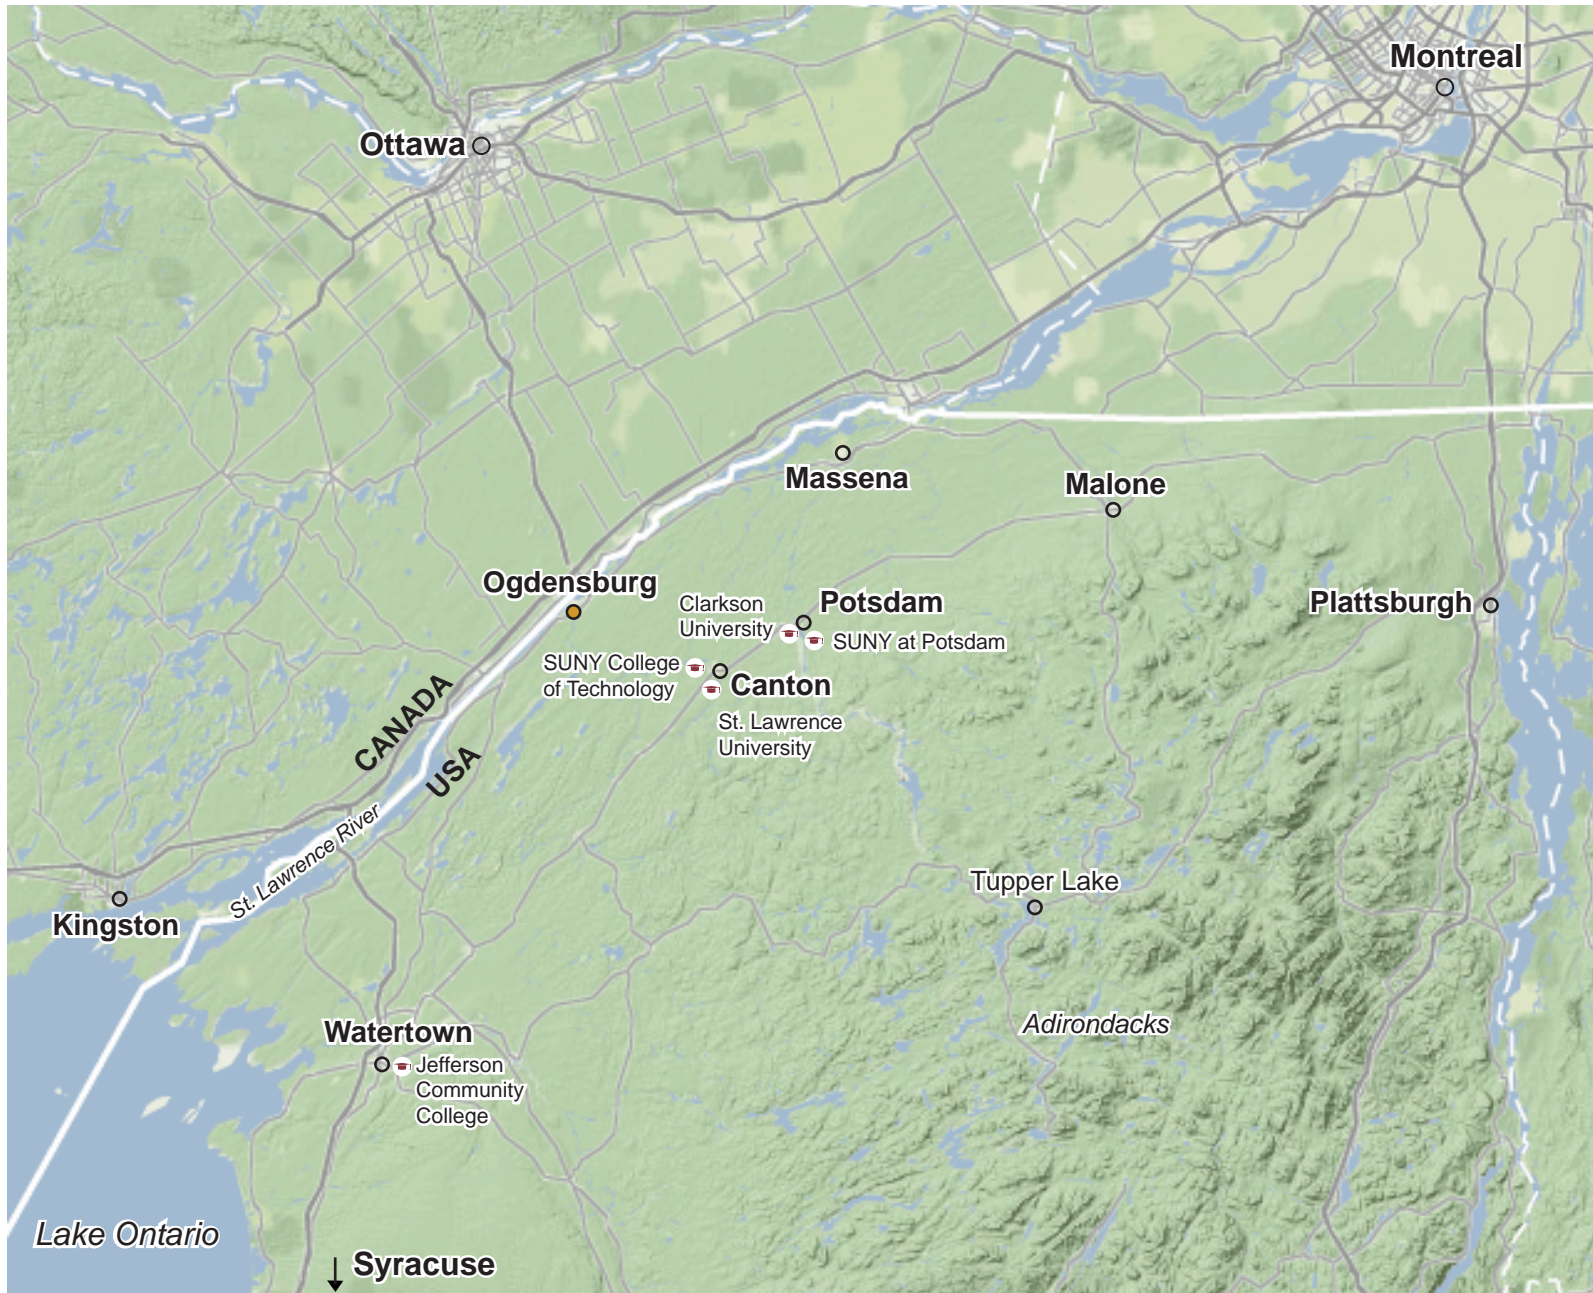 Montreal
Ottawa
Massena
Malone
Ogdensburg
Clarkson
University
Potsdam
SUNY at Potsdam
Plattsburgh
SUNY College
of Technology
Canton
St. Lawrence
University
CANADA
USA
St. Lawrence River
Tupper Lake
Kingston
Adirondacks
Watertown
Jefferson
Community
College
Lake Ontario
Syracuse